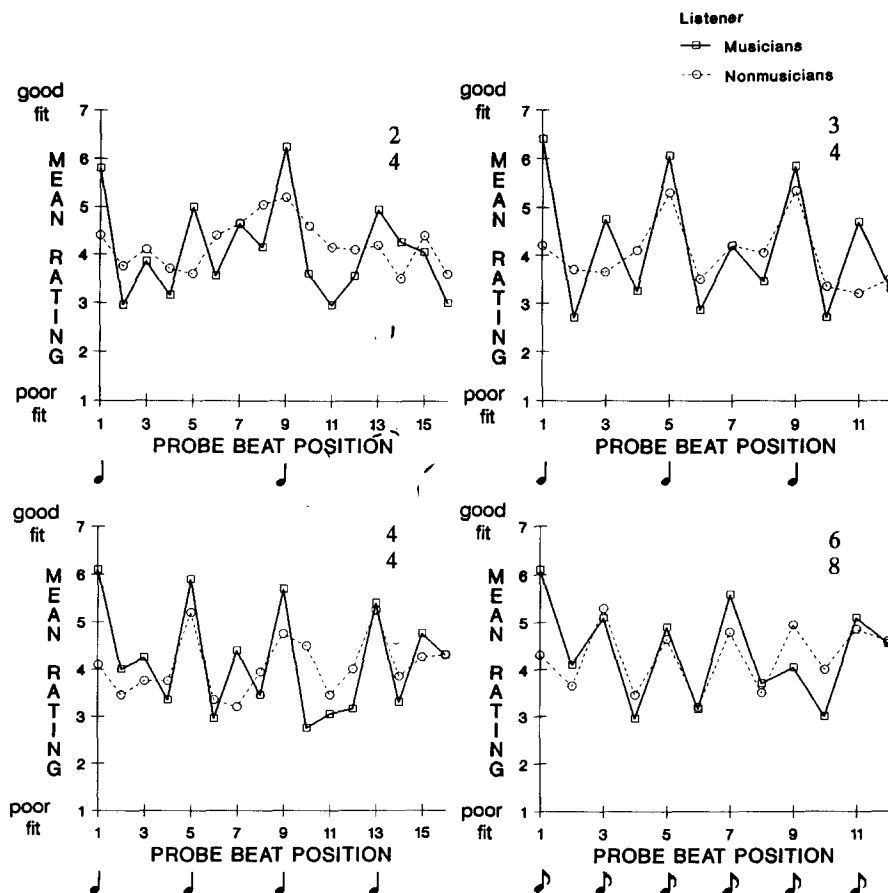 Listener
Musicians
Nonmusicians
good
fit
7
6
5
4
3
2
1
poor
fit
MEAN RATING
2
4
1 3 5 7 9 11 13 15
PROBE BEAT POSITION
good
fit
7
6
5
4
3
2
1
poor
fit
MEAN RATING
3
4
1 3 5 7 9 11
PROBE BEAT POSITION
good
fit
7
6
5
4
3
2
1
poor
fit
MEAN RATING
4
4
1 3 5 7 9 11 13 15
PROBE BEAT POSITION
good
fit
7
6
5
4
3
2
1
poor
fit
MEAN RATING
6
8
1 3 5 7 9 11
PROBE BEAT POSITION